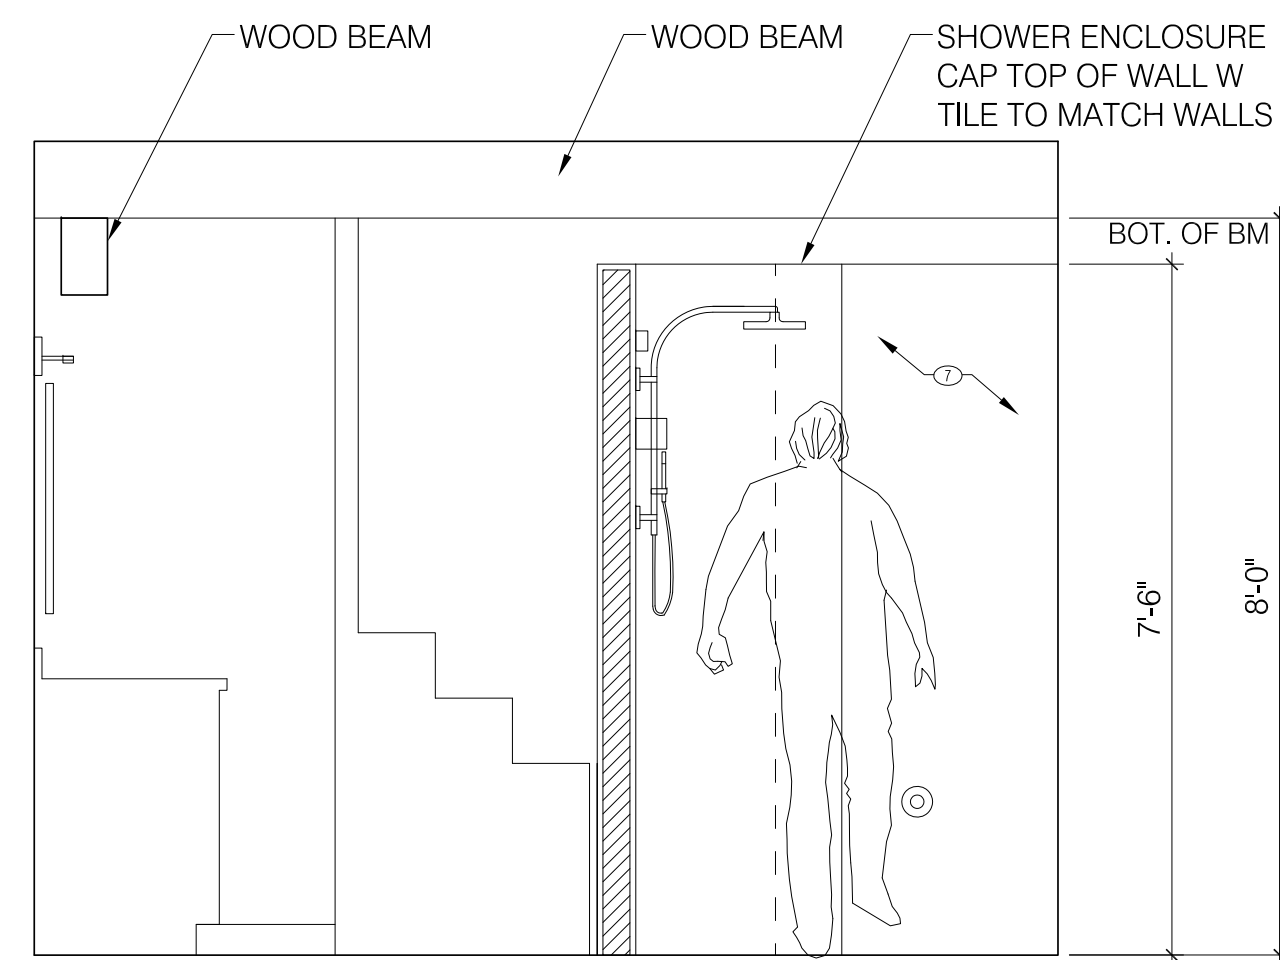 WOOD BEAM
WOOD BEAM
SHOWER ENCLOSURE
CAP TOP OF WALL W
TILE TO MATCH WALLS
BOT. OF BM
7
7'-6"
8'-0"